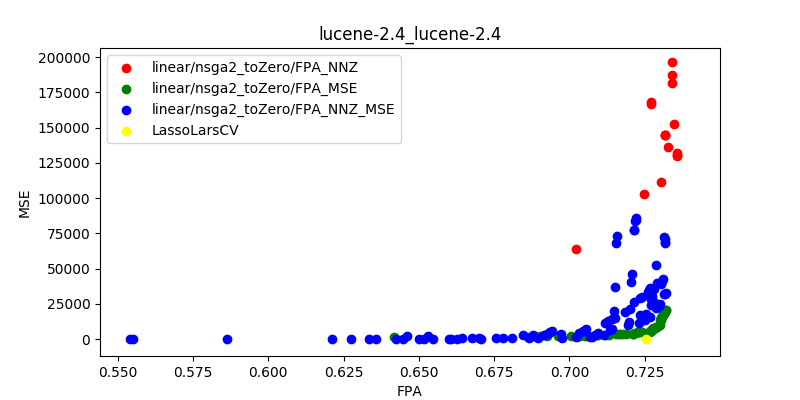 lucene-2.4_lucene-2.4
200000
175000
150000
125000
100000
75000
50000
25000
0
MSE
linear/nsga2_toZero/FPA_NNZ
linear/nsga2_toZero/FPA_MSE
linear/nsga2_toZero/FPA_NNZ_MSE
LassoLarsCV
0.550 0.575 0.600 0.625 0.650 0.675 0.700 0.725
FPA